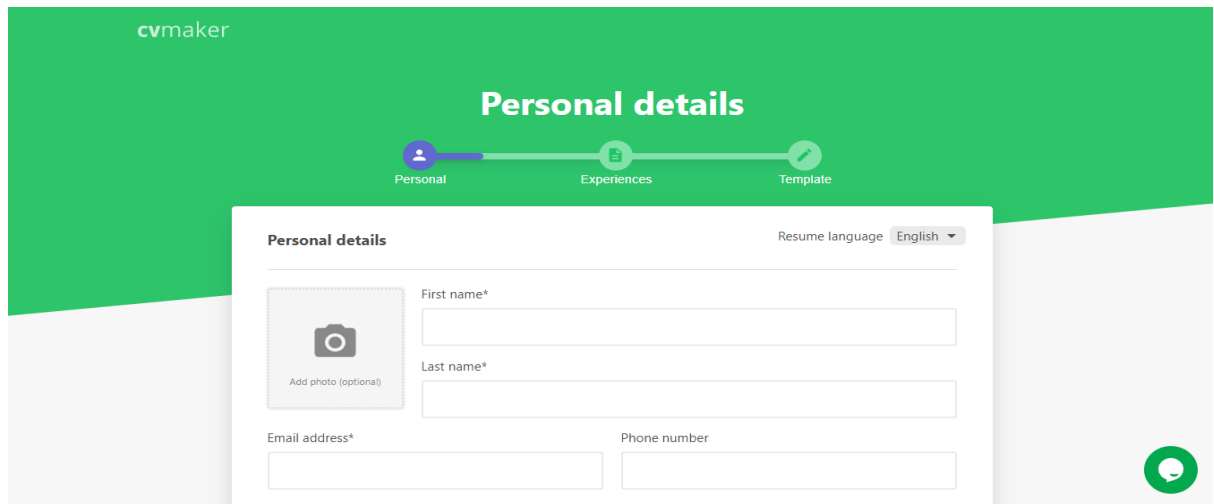 cvmaker
Personal details
Personal Experiences Template
Personal details
Resume language English
First name*
Add photo (optional)
Last name*
Email address* Phone number